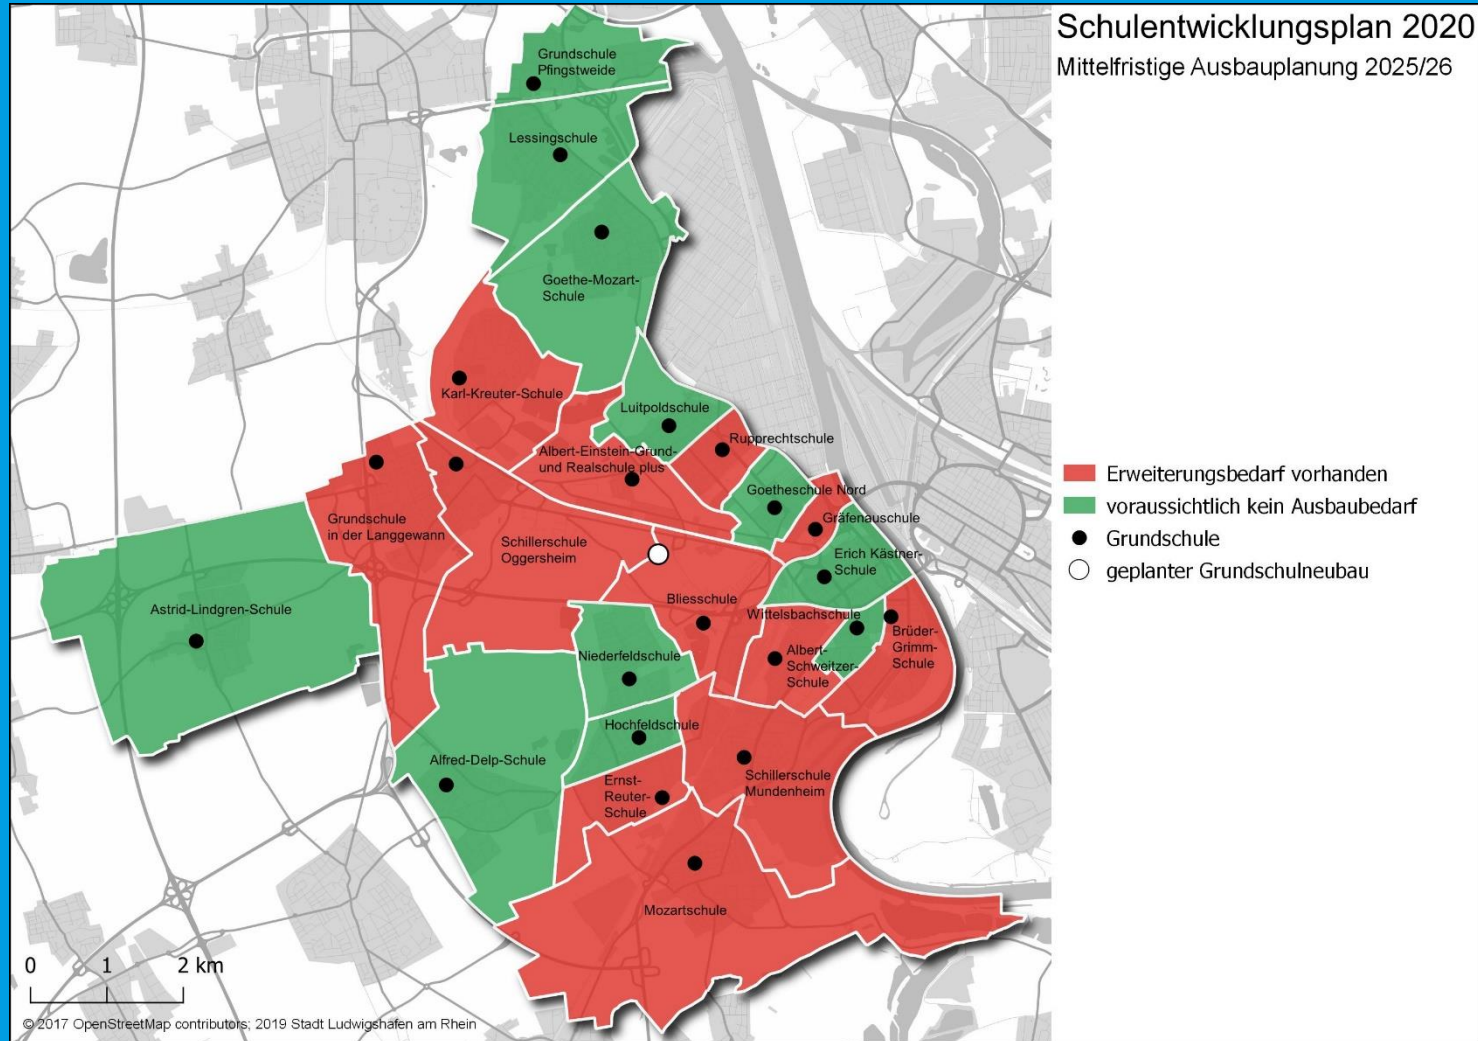 Schulentwicklungsplan 2020
Mittelfristige Ausbauplanung 2025/26
Grundschule
Pfingstweide
Lessingschule
Goethe-Mozart-
Schule
Karl-Kreuter-Schule
Luitpoldschule
Rupprechtschule
Albert-Einstein-Grund-
und Realschule plus
Goetheschule Nord
Gräfenauschule
Grundschule
in der Langgewann
Schillerschule
Oggersheim
Erich Kästner-
Schule
Astrid-Lindgren-Schule
Bliesschule
Wittelsbachschule
Brüder-
Grimm-
Schule
Niederfeldschule
Albert-
Schweitzer-
Schule
Hochfeldschule
Alfred-Delp-Schule
Ernst-
Reuter-
Schule
Schillerschule
Mundenheim
Mozartschule
Erweiterungsbedarf vorhanden
voraussichtlich kein Ausbaubedarf
Grundschule
geplanter Grundschulneubau
0 1 2 km
© 2017 OpenStreetMap contributors; 2019 Stadt Ludwigshafen am Rhein